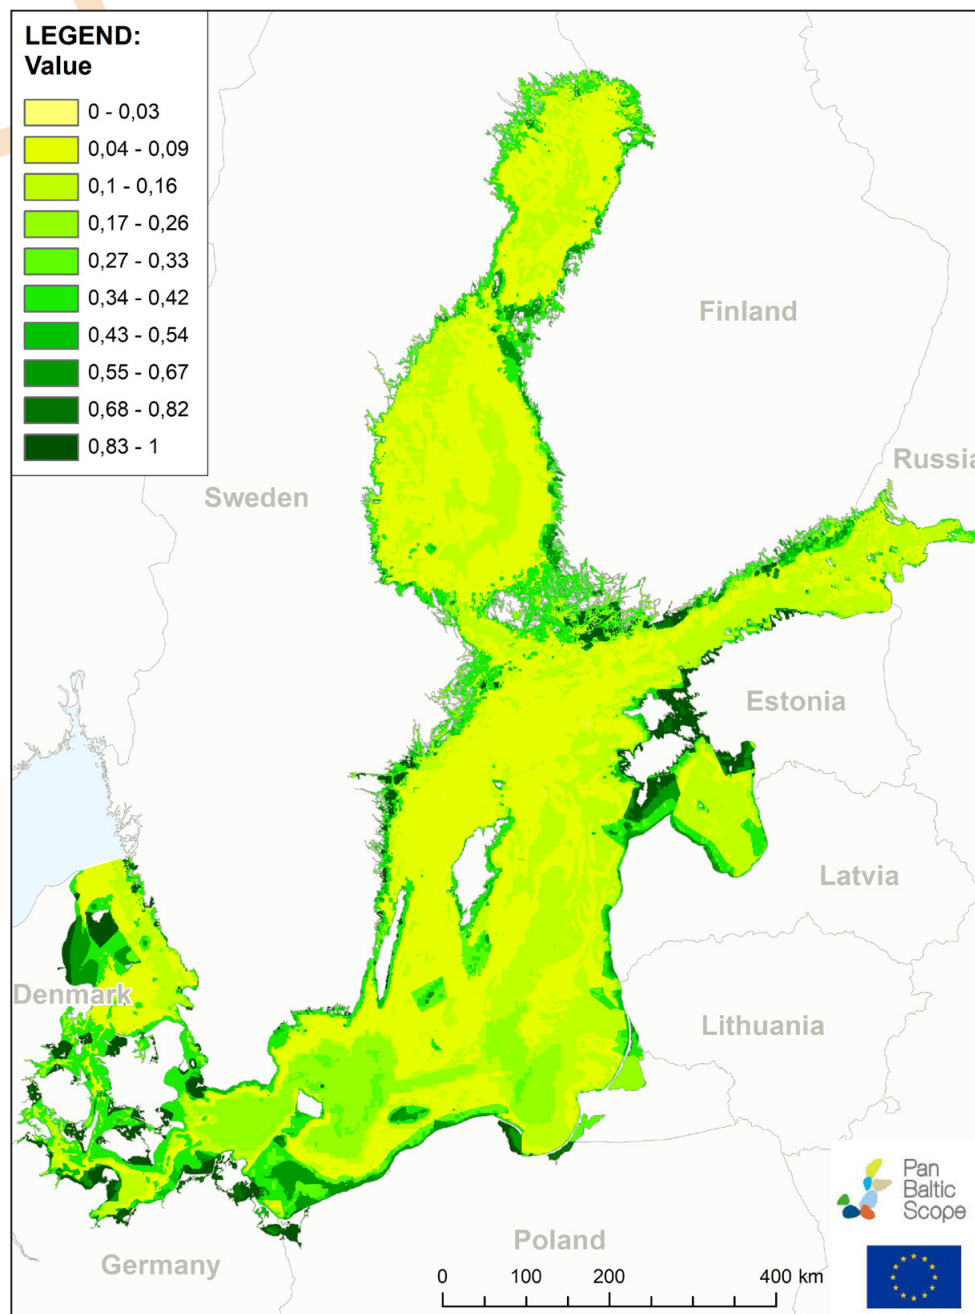 LEGEND:
Value
0 - 0,03
0,04 - 0,09
0,1 - 0,16
0,17 - 0,26
0,27 - 0,33
0,34 - 0,42
0,43 - 0,54
0,55 - 0,67
0,68 - 0,82
0,83 - 1
Finland
Russia
Sweden
Estonia
Latvia
Denmark
Lithuania
Pan
Baltic
Scope
Poland
Germany
0 100 200 400 km